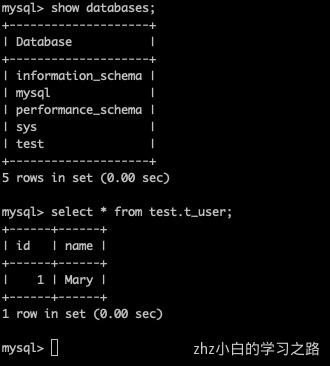 mysql> show databases;
+--------------------+
| Database           |
+--------------------+
| information_schema |
| mysql              |
| performance_schema |
| sys                |
| test               |
+--------------------+
5 rows in set (0.00 sec)
mysql> select * from test.t_user;
+------+------+
| id   | name |
+------+------+
|    1 | Mary |
+------+------+
1 row in set (0.00 sec)
mysql>
zhz小白的学习之路